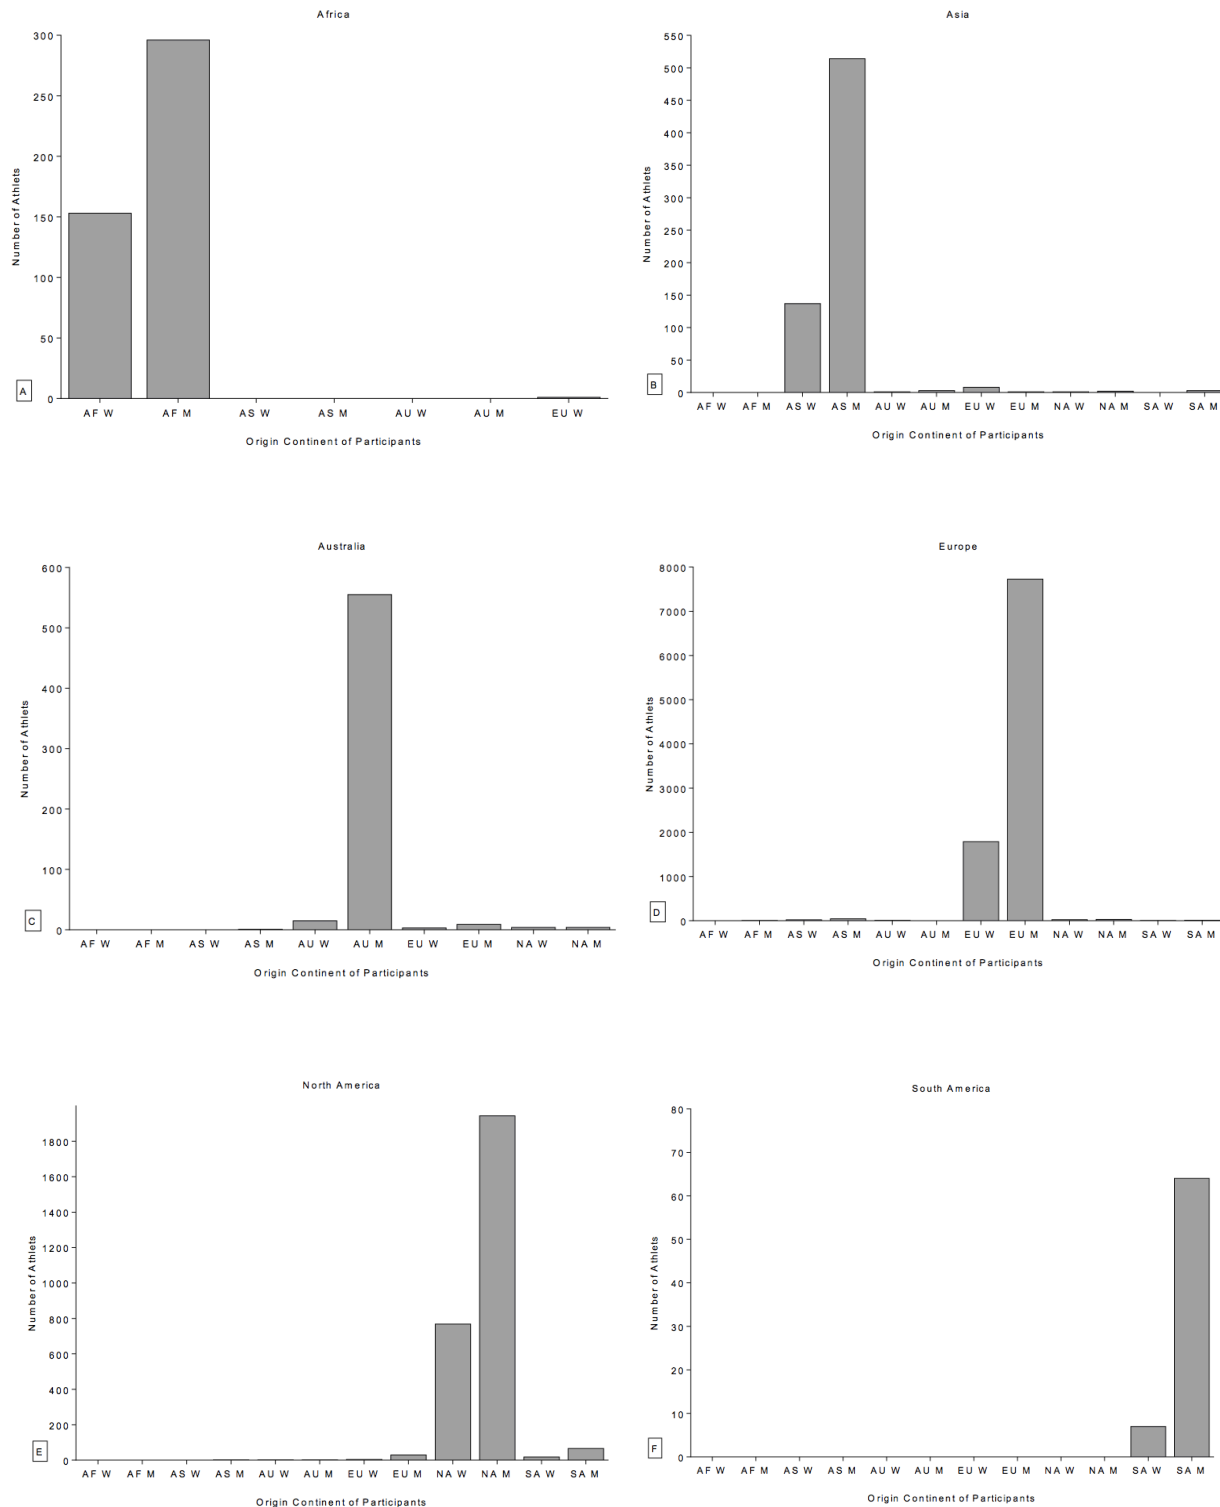 Africa
300
250
200
150
100
50
0
Number of Athlets
A
AF W AF M AS W AS M AU W AU M EU W
Origin Continent of Participants
Asia
550
500
450
400
350
300
250
200
150
100
50
0
Number of Athlets
B
AF W AF M AS W AS M AU W AU M EU W EU M NA W NA M SA W SA M
Origin Continent of Participants
Australia
600
500
400
300
200
100
0
Number of Athlets
C
AF W AF M AS W AS M AU W AU M EU W EU M NA W NA M
Origin Continent of Participants
Europe
8000
7000
6000
5000
4000
3000
2000
1000
0
Number of Athlets
D
AF W AF M AS W AS M AU W AU M EU W EU M NA W NA M SA W SA M
Origin Continent of Participants
North America
1800
1600
1400
1200
1000
800
600
400
200
0
Number of Athlets
E
AF W AF M AS W AS M AU W AU M EU W EU M NA W NA M SA W SA M
Origin Continent of Participants
South America
80
70
60
50
40
30
20
10
0
Number of Athlets
F
AF W AF M AS W AS M AU W AU M EU W EU M NA W NA M SA W SA M
Origin Continent of Participants